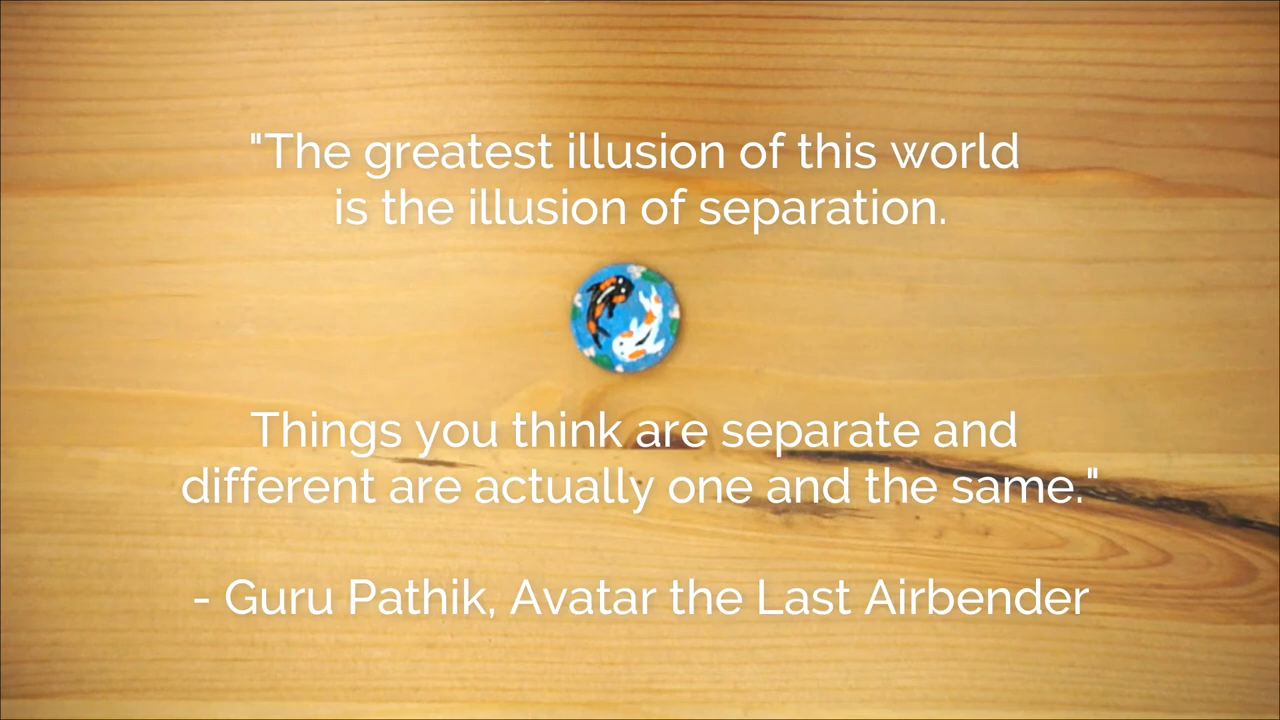 "The greatest illusion of this world
is the illusion of separation.
Things you think are separate and
different are actually one and the same."
- Guru Pathik, Avatar the Last Airbender